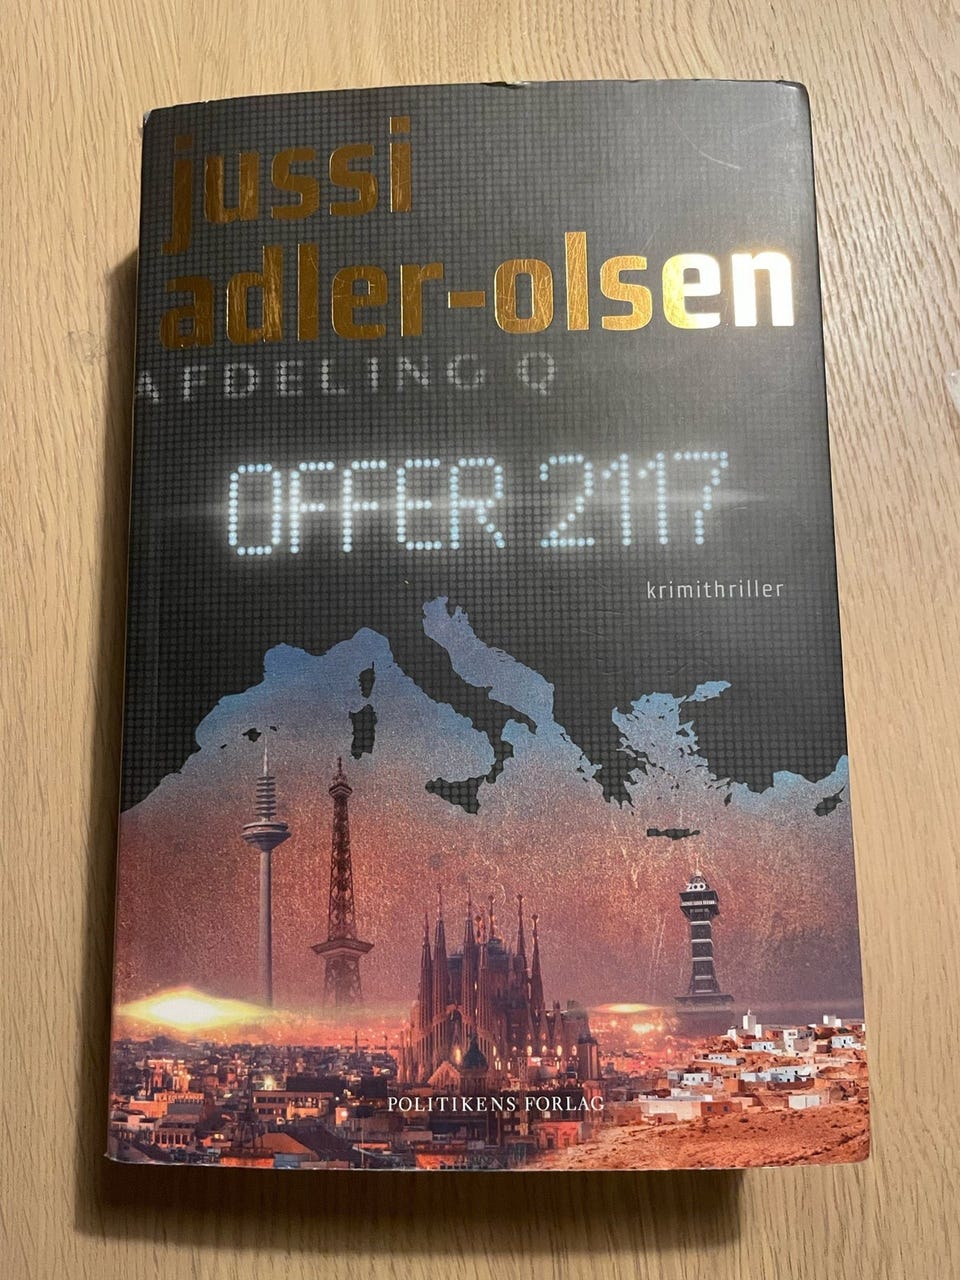 jussi
adler-olsen
AFDELING Q
OFFER 2117
krimithriller
ZOO
POLITIKENS FORLAG